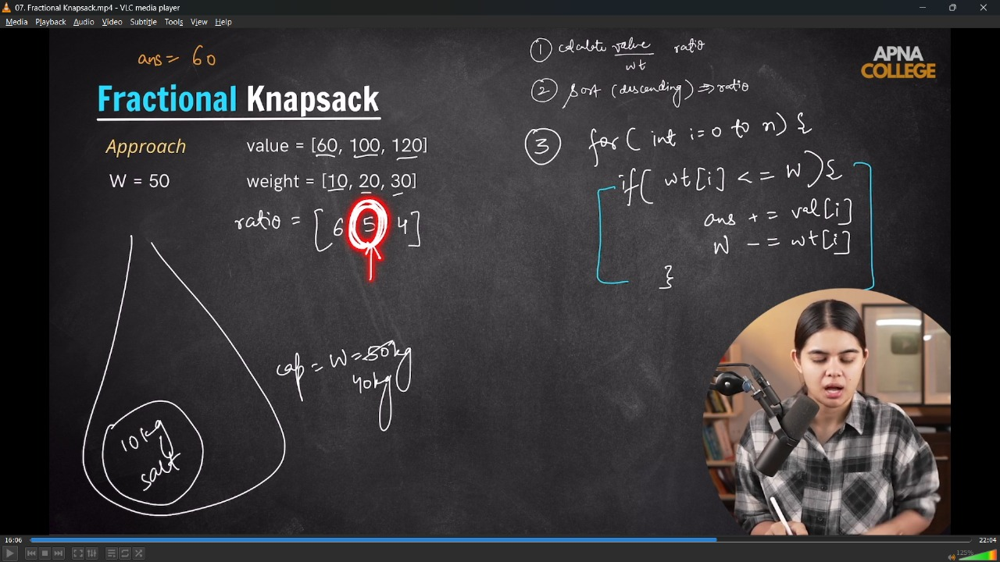 07. Fractional Knapsack.mp4 - VLC media player
Media Playback Audio Video Subtitle Tools View Help
ans = 60
Fractional Knapsack
Approach
W = 50
value = [60, 100, 120]
weight = [10, 20, 30]
ratio = [6 5 4]
cap = W = 50kg
40kg
10kg
salt
① calculate value/wt ratio
② sort (descending) ⇒ ratio
③ for( int i=0 to n) {
if( wt[i] <= W ){
ans += val[i]
W -= wt[i]
}
APNA
COLLEGE
16:06
22:04
125%